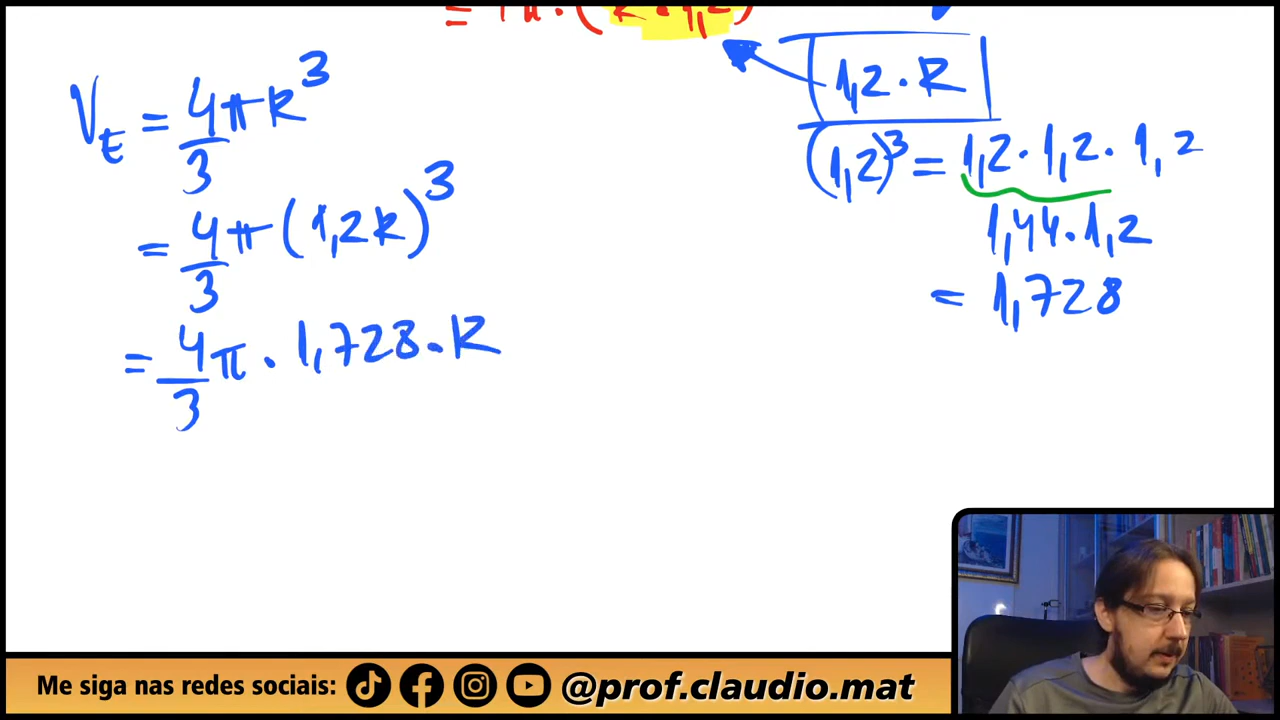 1,2 · R
V_t = 4/3 π R³
(1,2)³ = 1,2 · 1,2 · 1,2
= 4/3 π (1,2R)³
1,44 · 1,2
= 1,728
= 4/3 π · 1,728 · R
Me siga nas redes sociais: @prof.claudio.mat